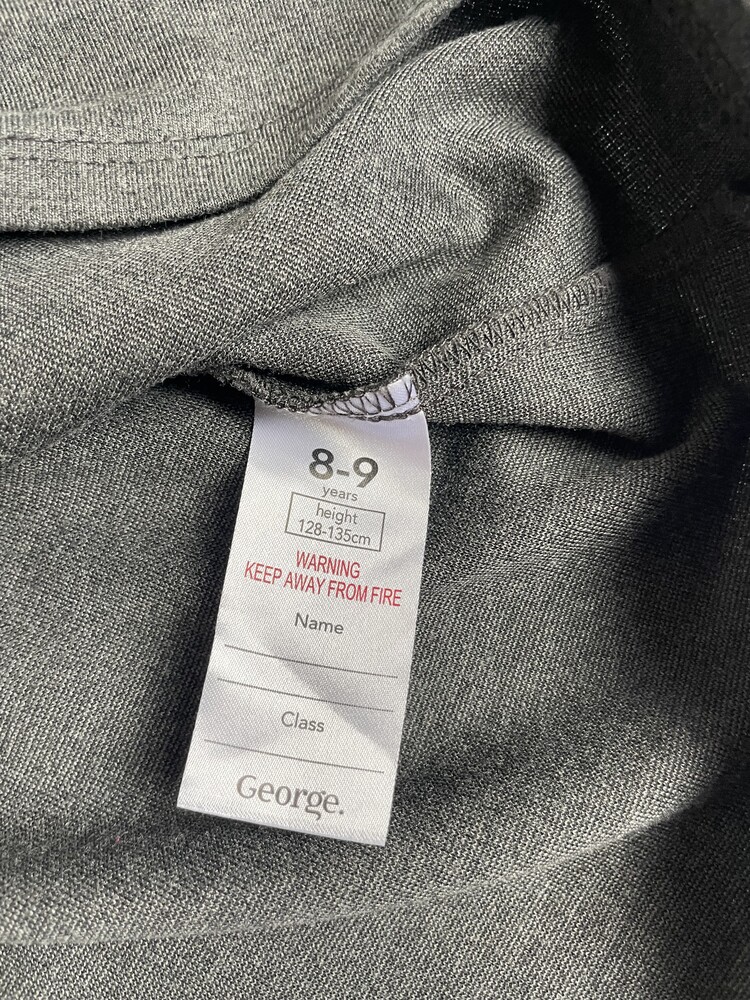 8-9
years
height
128-135cm
WARNING
KEEP AWAY FROM FIRE
Name
Class
George.